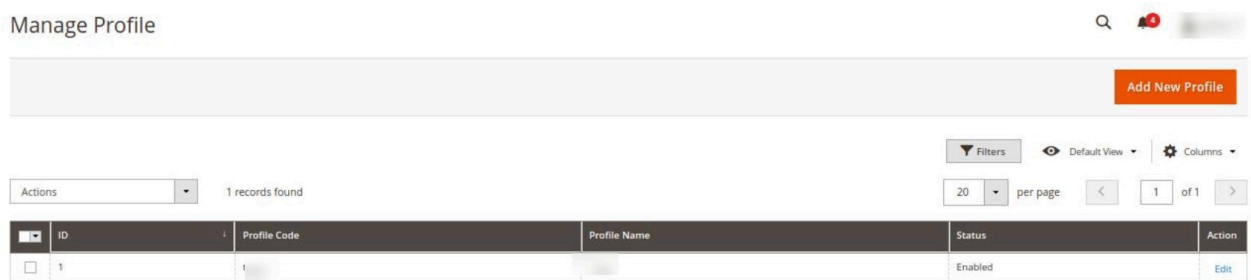 Manage Profile
4
Add New Profile
Filters Default View Columns
Actions 1 records found 20 per page 1 of 1
ID Profile Code Profile Name Status Action
1 Enabled Edit